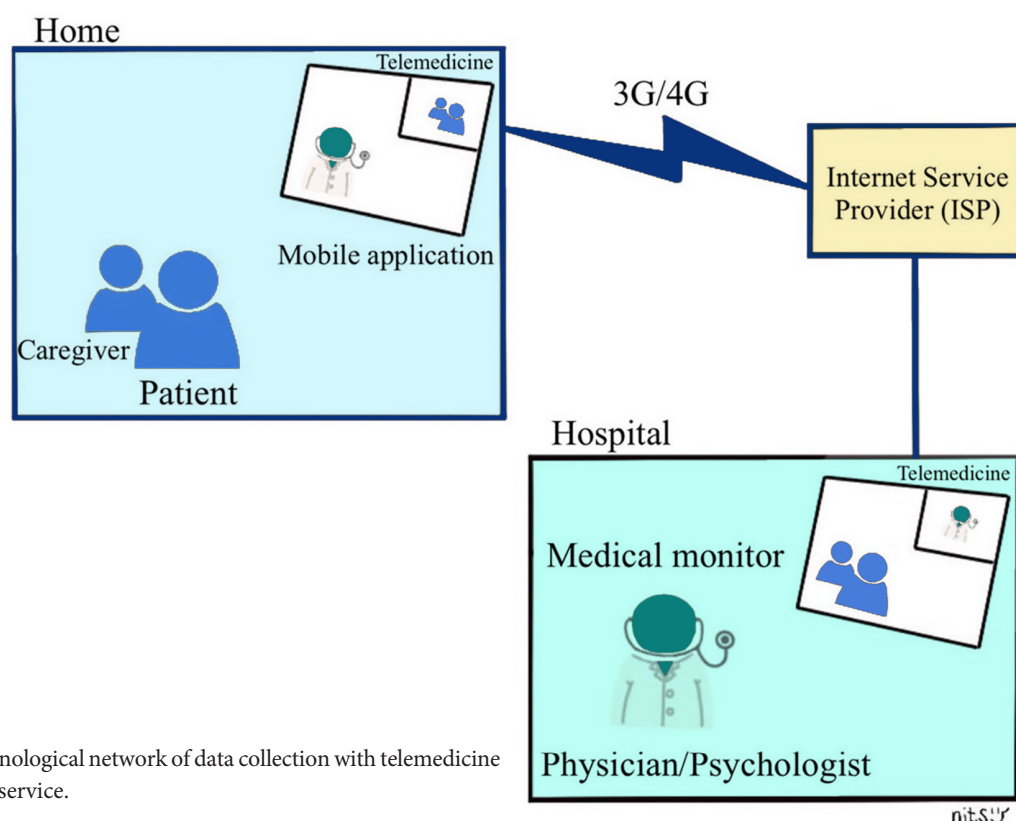 Home
Telemedicine
Mobile application
Caregiver
Patient
3G/4G
Internet Service
Provider (ISP)
Hospital
Telemedicine
Medical monitor
Physician/Psychologist
nological network of data collection with telemedicine
service.